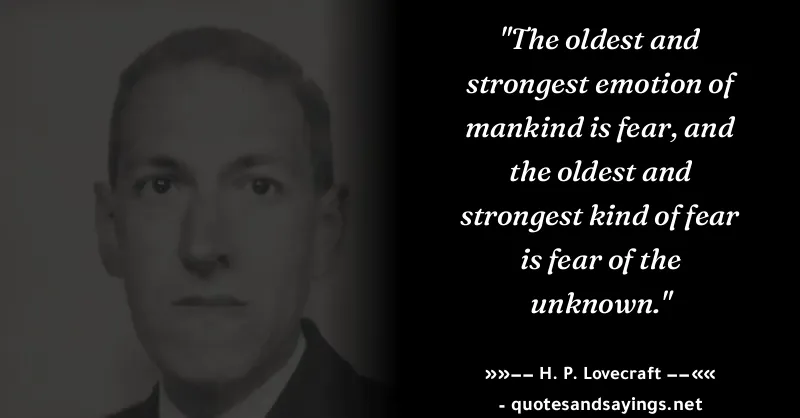 "The oldest and
strongest emotion of
mankind is fear, and
the oldest and
strongest kind of fear
is fear of the
unknown."
»»−− H. P. Lovecraft −−««
- quotesandsayings.net